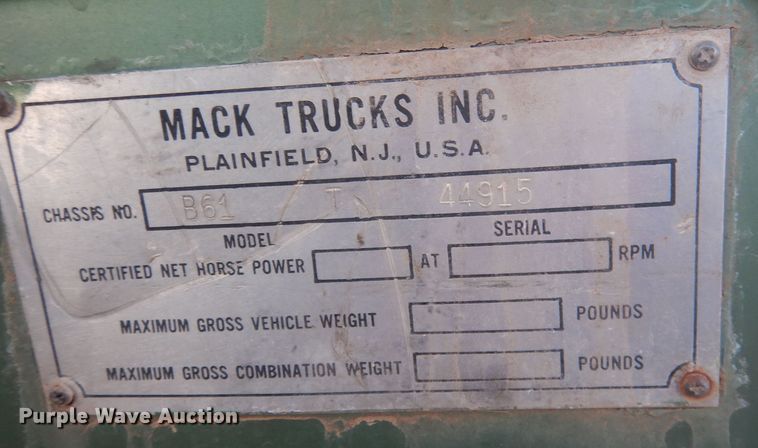 MACK TRUCKS INC.
PLAINFIELD, N.J., U.S.A.
CHASSIS NO. B61 T 44915
MODEL SERIAL
CERTIFIED NET HORSE POWER AT RPM
MAXIMUM GROSS VEHICLE WEIGHT POUNDS
MAXIMUM GROSS COMBINATION WEIGHT POUNDS
Purple Wave Auction